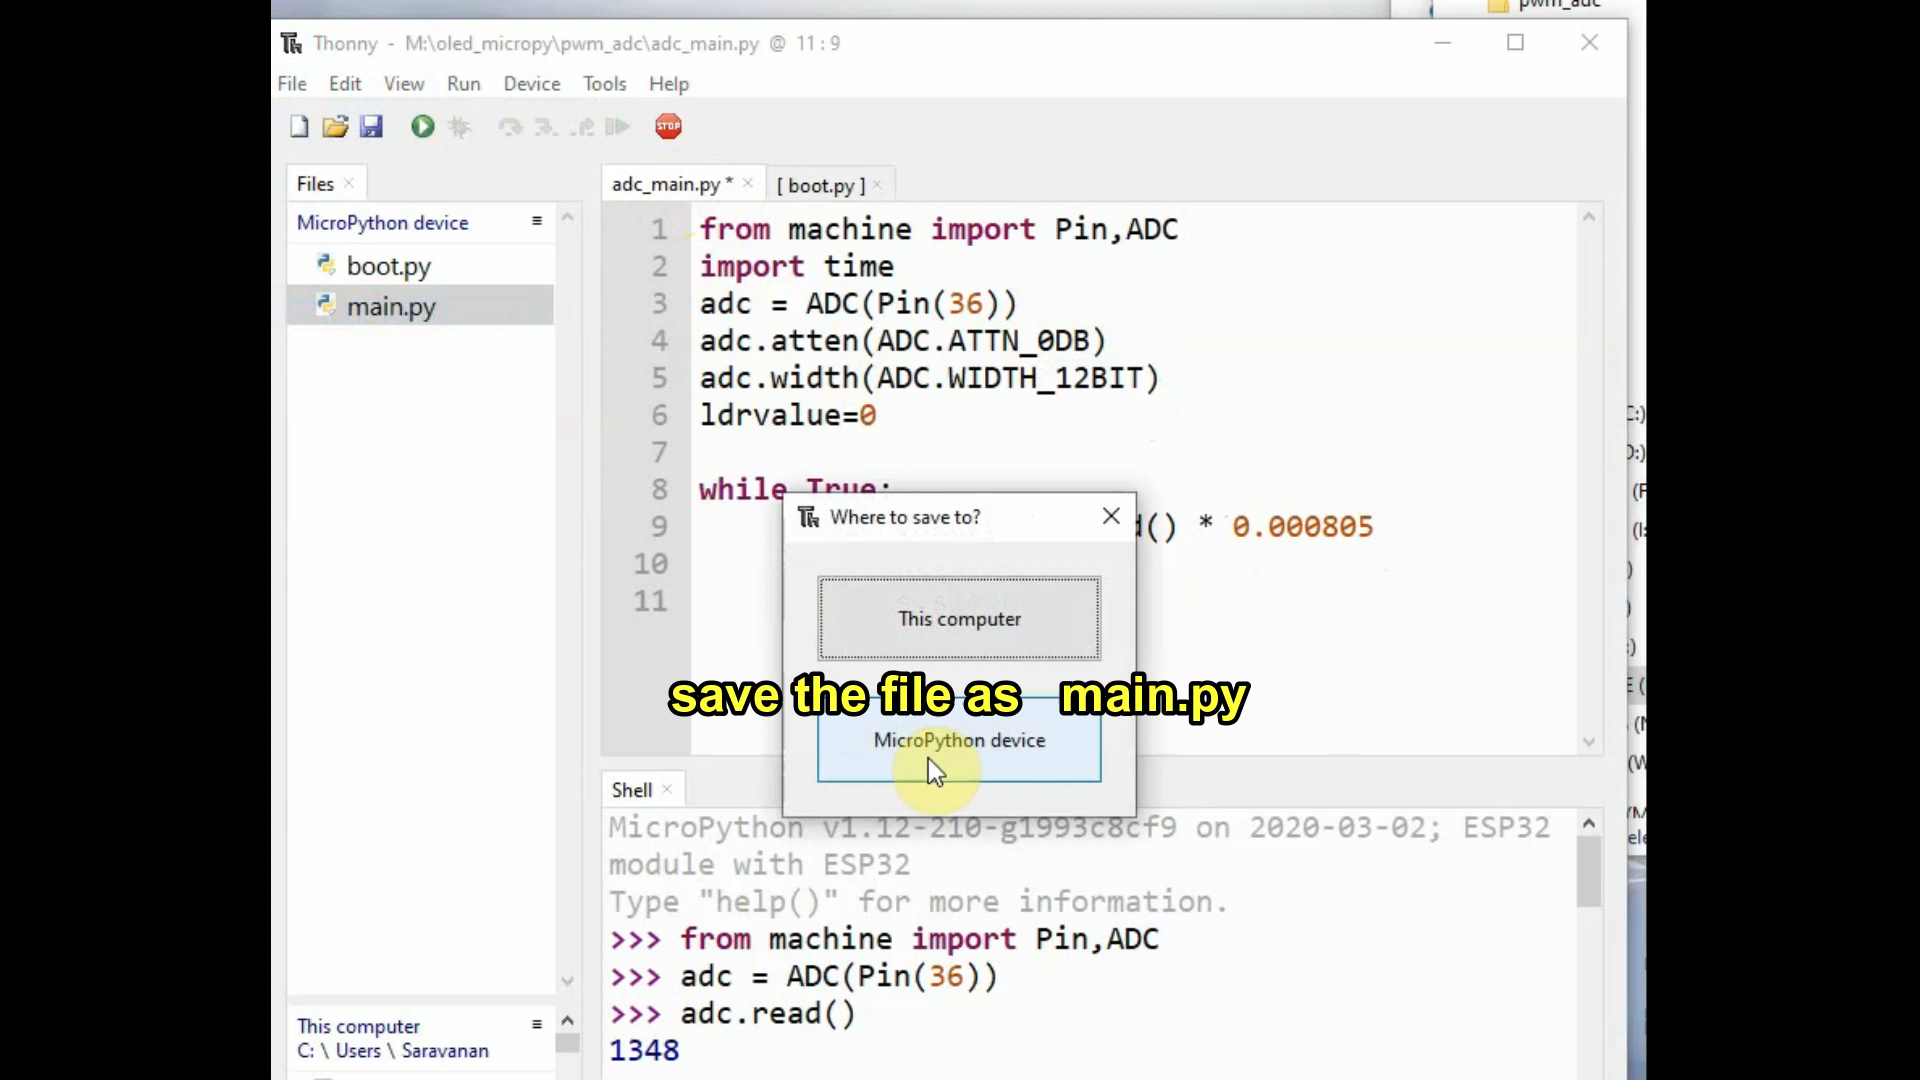 pwm_adc
Thonny - M:\oled_micropy\pwm_adc\adc_main.py @ 11 : 9
File Edit View Run Device Tools Help
STOP
Files
adc_main.py *
[ boot.py ]
MicroPython device
boot.py
main.py
1 from machine import Pin,ADC
2 import time
3 adc = ADC(Pin(36))
4 adc.atten(ADC.ATTN_0DB)
5 adc.width(ADC.WIDTH_12BIT)
6 ldrvalue=0
7
8 while True:
9 d() * 0.000805
10
11
Where to save to?
This computer
save the file as main.py
MicroPython device
Shell
MicroPython v1.12-210-g1993c8cf9 on 2020-03-02; ESP32
module with ESP32
Type "help()" for more information.
>>> from machine import Pin,ADC
>>> adc = ADC(Pin(36))
>>> adc.read()
1348
This computer
C: \ Users \ Saravanan